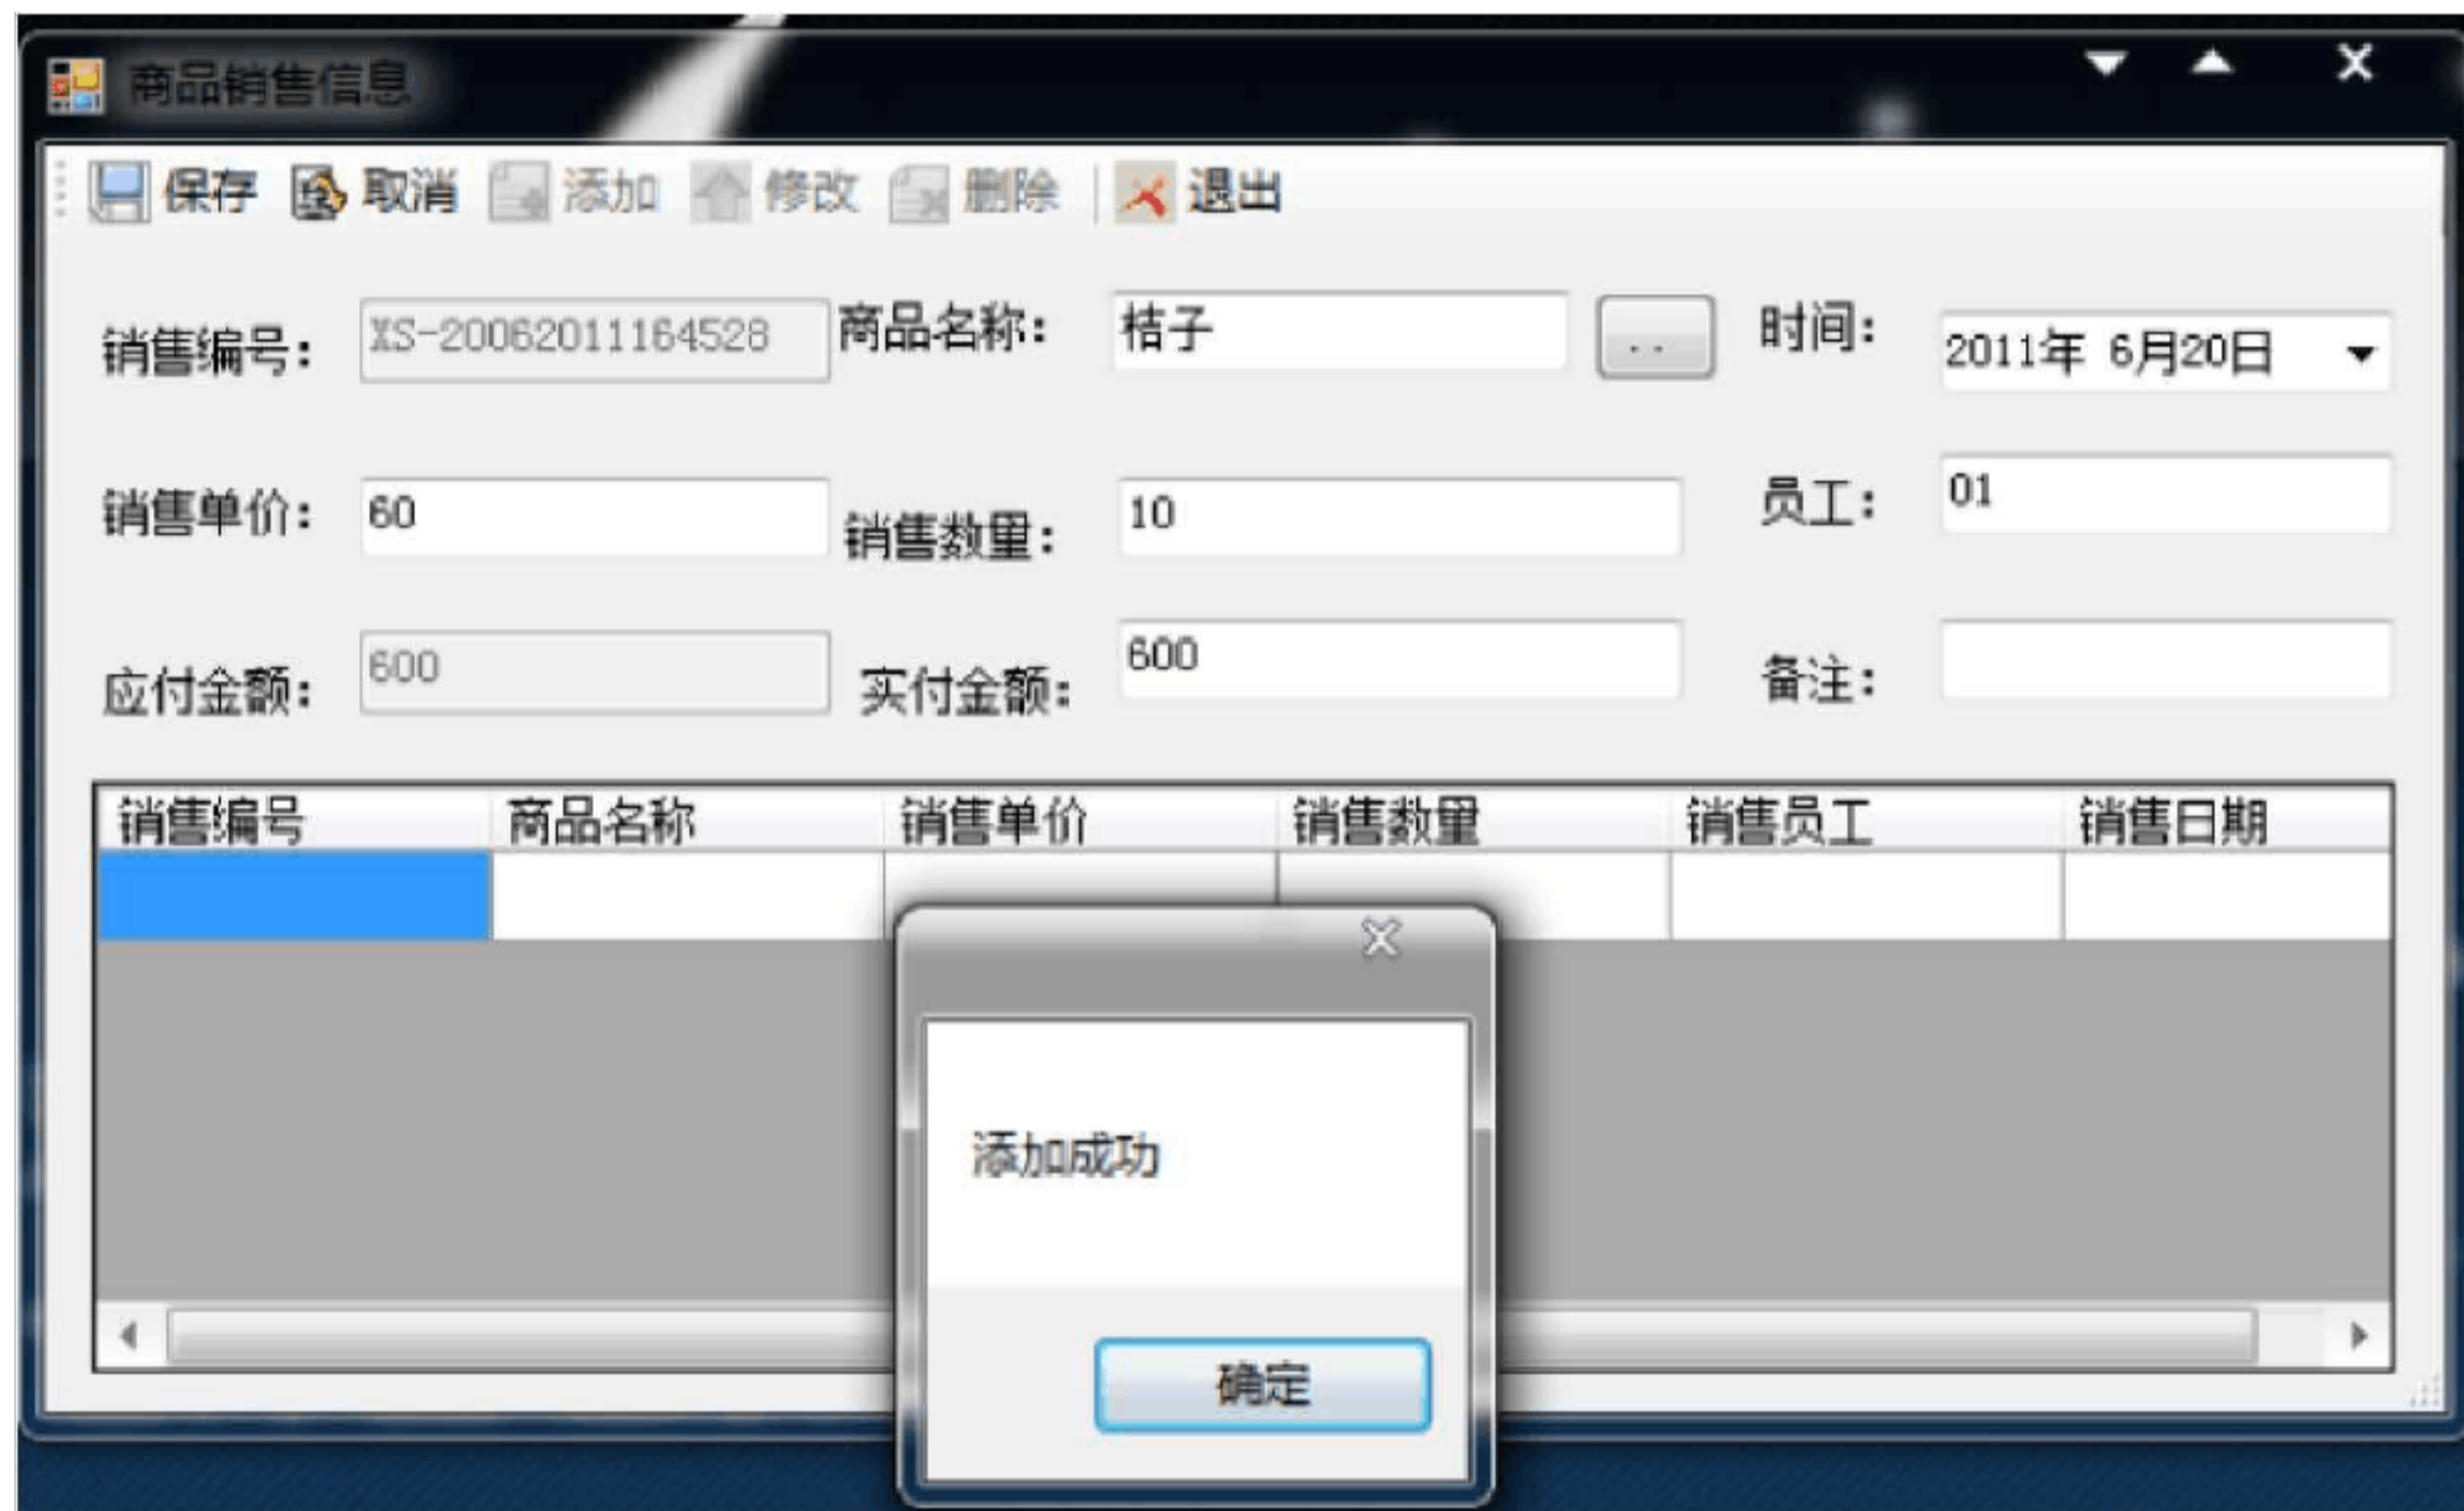 商品销售信息
保存 取消 添加 修改 删除 退出
销售编号： XS-20062011164528 商品名称： 桔子 .. 时间： 2011年 6月20日
销售单价： 60 销售数量： 10 员工： 01
应付金额： 600 实付金额： 600 备注：
销售编号 商品名称 销售单价 销售数量 销售员工 销售日期
添加成功
确定